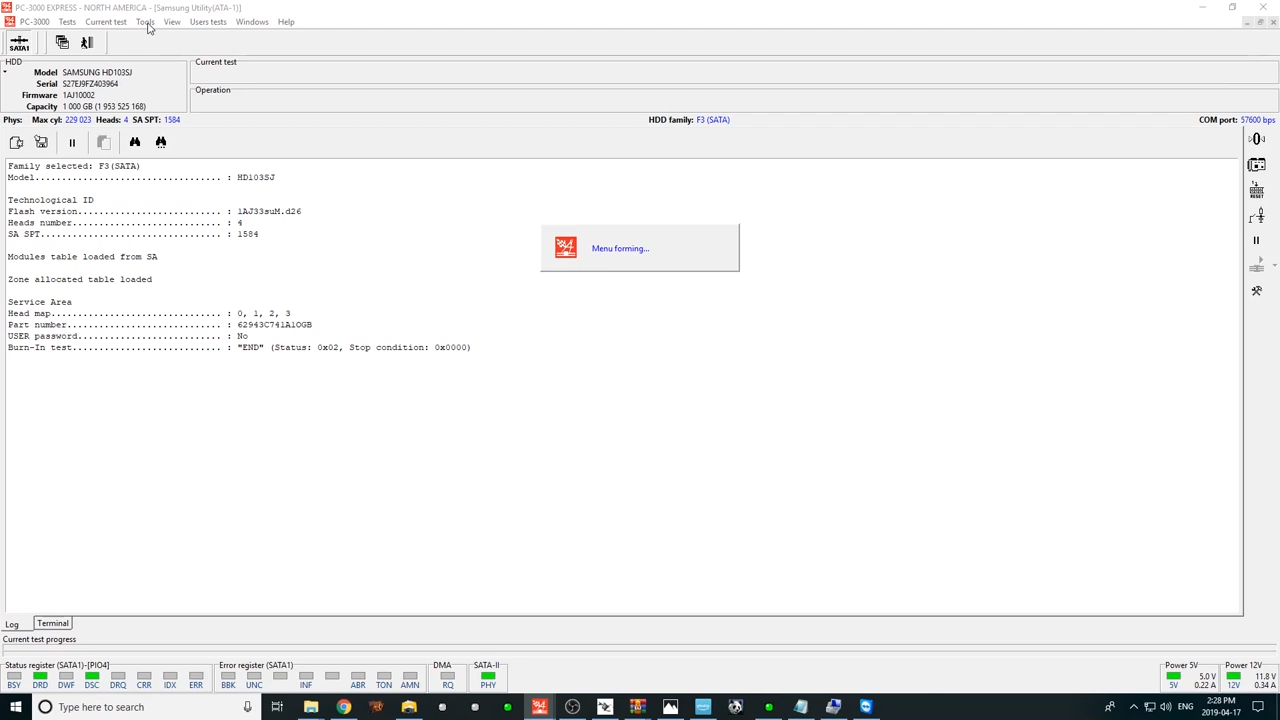 PC-3000 EXPRESS - NORTH AMERICA - [Samsung Utility(ATA-1)]
PC-3000 Tests Current test Tools View Users tests Windows Help
SATA1
HDD
Model SAMSUNG HD103SJ
Serial S27EJ9FZ403964
Firmware 1AJ10002
Capacity 1 000 GB (1 953 525 168)
Current test
Operation
Phys: Max cyl: 229 023 Heads: 4 SA SPT: 1584 HDD family: F3 (SATA) COM port: 57600 bps
Family selected: F3(SATA)
Model.................................. : HD103SJ
Technological ID
Flash version.......................... : 1AJ33suM.d26
Heads number........................... : 4
SA SPT................................. : 1584
Modules table loaded from SA
Zone allocated table loaded
Service Area
Head map............................... : 0, 1, 2, 3
Part number............................ : 62943C741A1OGB
USER password.......................... : No
Burn-In test........................... : "END" (Status: 0x02, Stop condition: 0x0000)
Menu forming...
RESET
Log Terminal
Current test progress
Status register (SATA1)-[PIO4] Error register (SATA1) DMA SATA-II Power 5V Power 12V
BSY DRD DWF DSC DRQ CRR IDX ERR BBK UNC INF ABR TON AMN RQ PHY 5V 5.0 V 0.22 A 12V 11.8 V 0.34 A
Type here to search
ENG
2:28 PM
2019-04-17